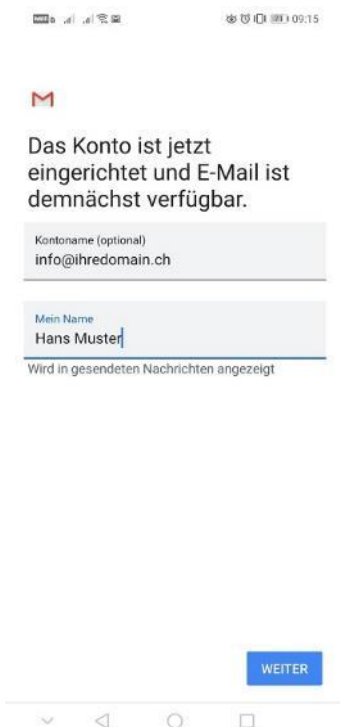 09:15
Das Konto ist jetzt
eingerichtet und E-Mail ist
demnächst verfügbar.
Kontoname (optional)
info@ihredomain.ch
Mein Name
Hans Muster
Wird in gesendeten Nachrichten angezeigt
WEITER